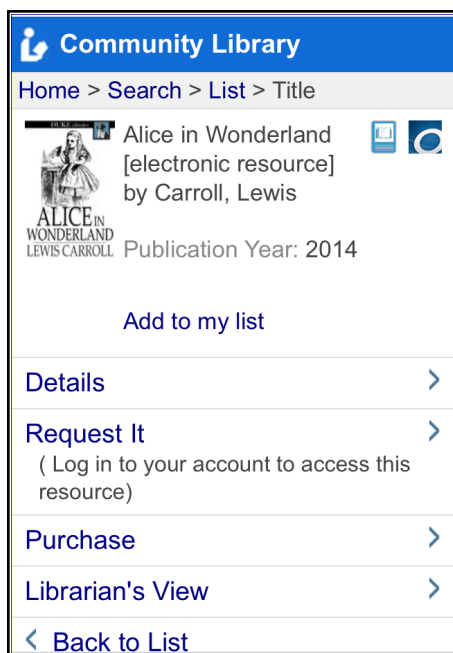 Community Library
Home > Search > List > Title
DUKE classics
ALICE IN
WONDERLAND
LEWIS CARROLL
Alice in Wonderland
[electronic resource]
by Carroll, Lewis
Publication Year: 2014
Add to my list
Details
Request It
( Log in to your account to access this
resource)
Purchase
Librarian's View
Back to List